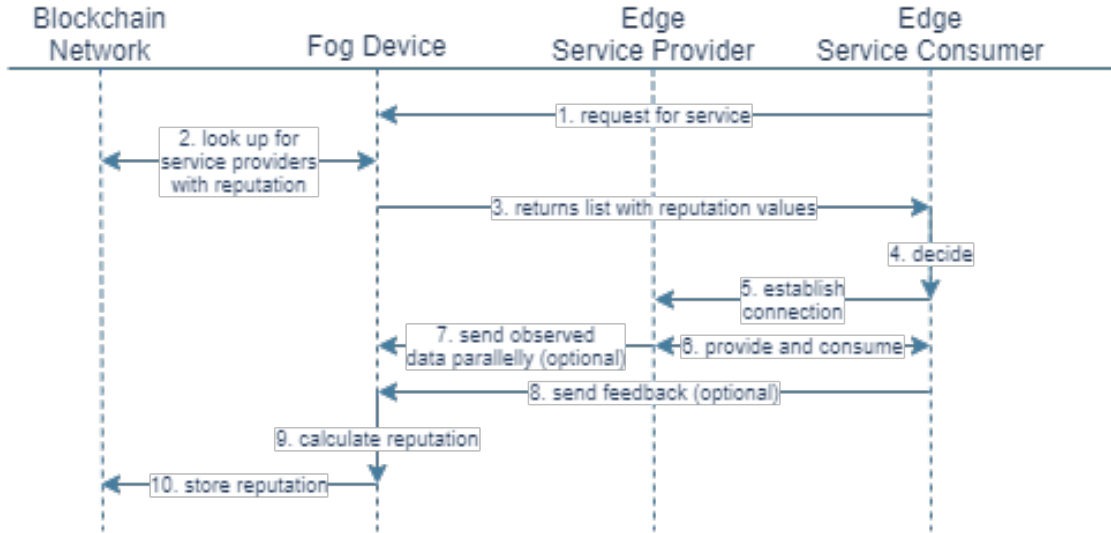 Blockchain
Network
Fog Device
Edge
Service Provider
Edge
Service Consumer
1. request for service
2. look up for
service providers
with reputation
3. returns list with reputation values
4. decide
5. establish
connection
7. send observed
data parallelly (optional)
6. provide and consume
8. send feedback (optional)
9. calculate reputation
10. store reputation